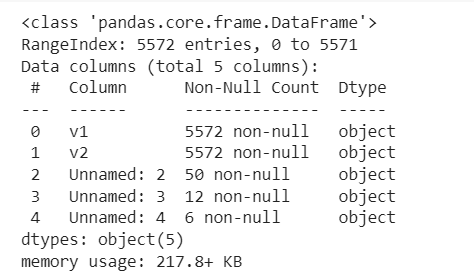 <class 'pandas.core.frame.DataFrame'>
RangeIndex: 5572 entries, 0 to 5571
Data columns (total 5 columns):
 #   Column      Non-Null Count  Dtype
---  ------      --------------  -----
 0   v1          5572 non-null   object
 1   v2          5572 non-null   object
 2   Unnamed: 2  50 non-null     object
 3   Unnamed: 3  12 non-null     object
 4   Unnamed: 4  6 non-null      object
dtypes: object(5)
memory usage: 217.8+ KB